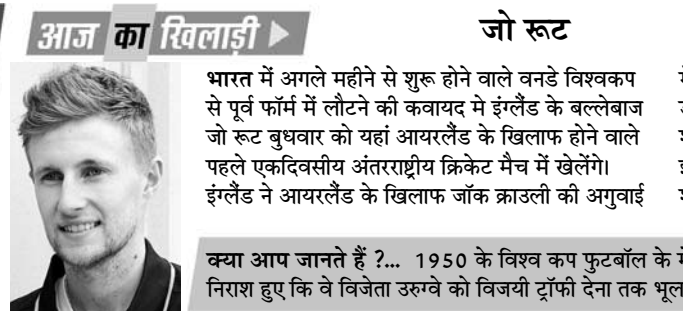 आज का खिलाड़ी
जो रूट
भारत में अगले महीने से शुरू होने वाले वनडे विश्वकप
से पूर्व फॉर्म में लौटने की कवायद मे इंग्लैंड के बल्लेबाज
जो रूट बुधवार को यहां आयरलैंड के खिलाफ होने वाले
पहले एकदिवसीय अंतरराष्ट्रीय क्रिकेट मैच में खेलेंगे।
इंग्लैंड ने आयरलैंड के खिलाफ जॉक क्राउली की अगुवाई
क्या आप जानते हैं ?... 1950 के विश्व कप फुटबॉल के
निराश हुए कि वे विजेता उरुग्वे को विजयी ट्रॉफी देना तक भूल